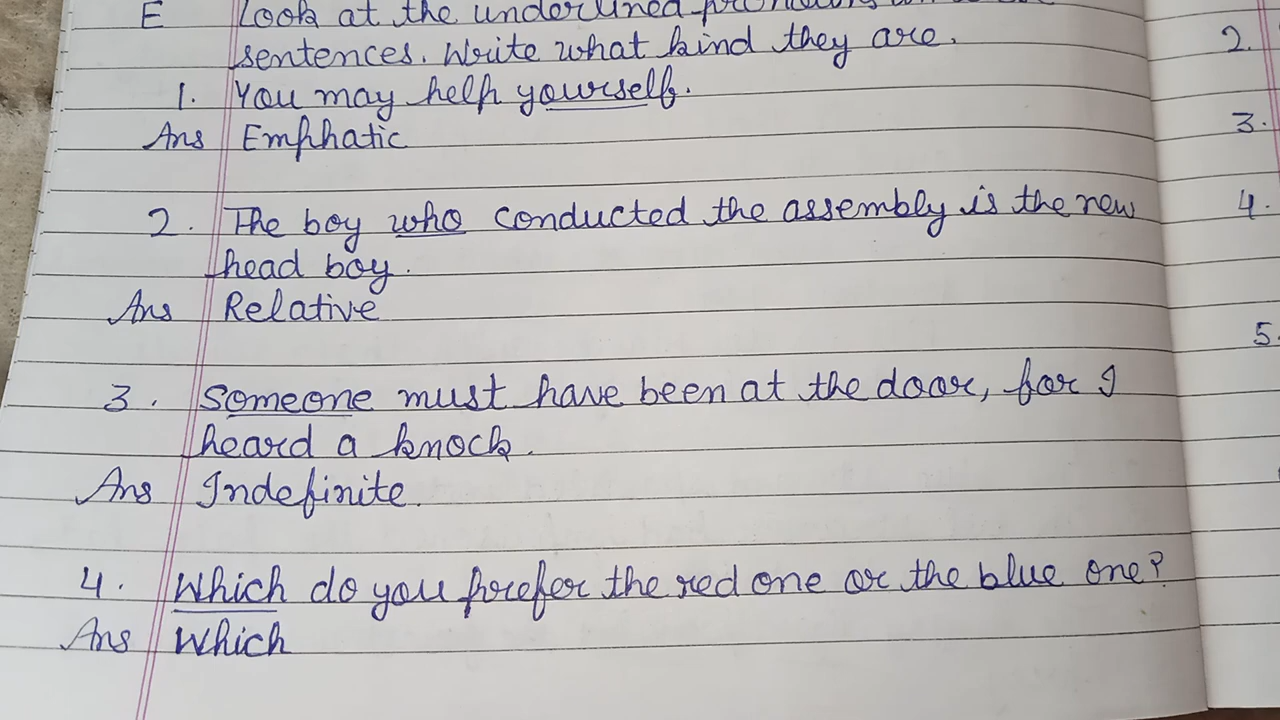 E Look at the underlined
sentences. Write what kind they are.
1. You may help yourself.
Ans Emphatic
2. The boy who conducted the assembly is the new
head boy.
Ans Relative
3. Someone must have been at the door, for I
heard a knock.
Ans Indefinite.
4. Which do you prefer the red one or the blue one?
Ans Which
2.
3.
4.
5.